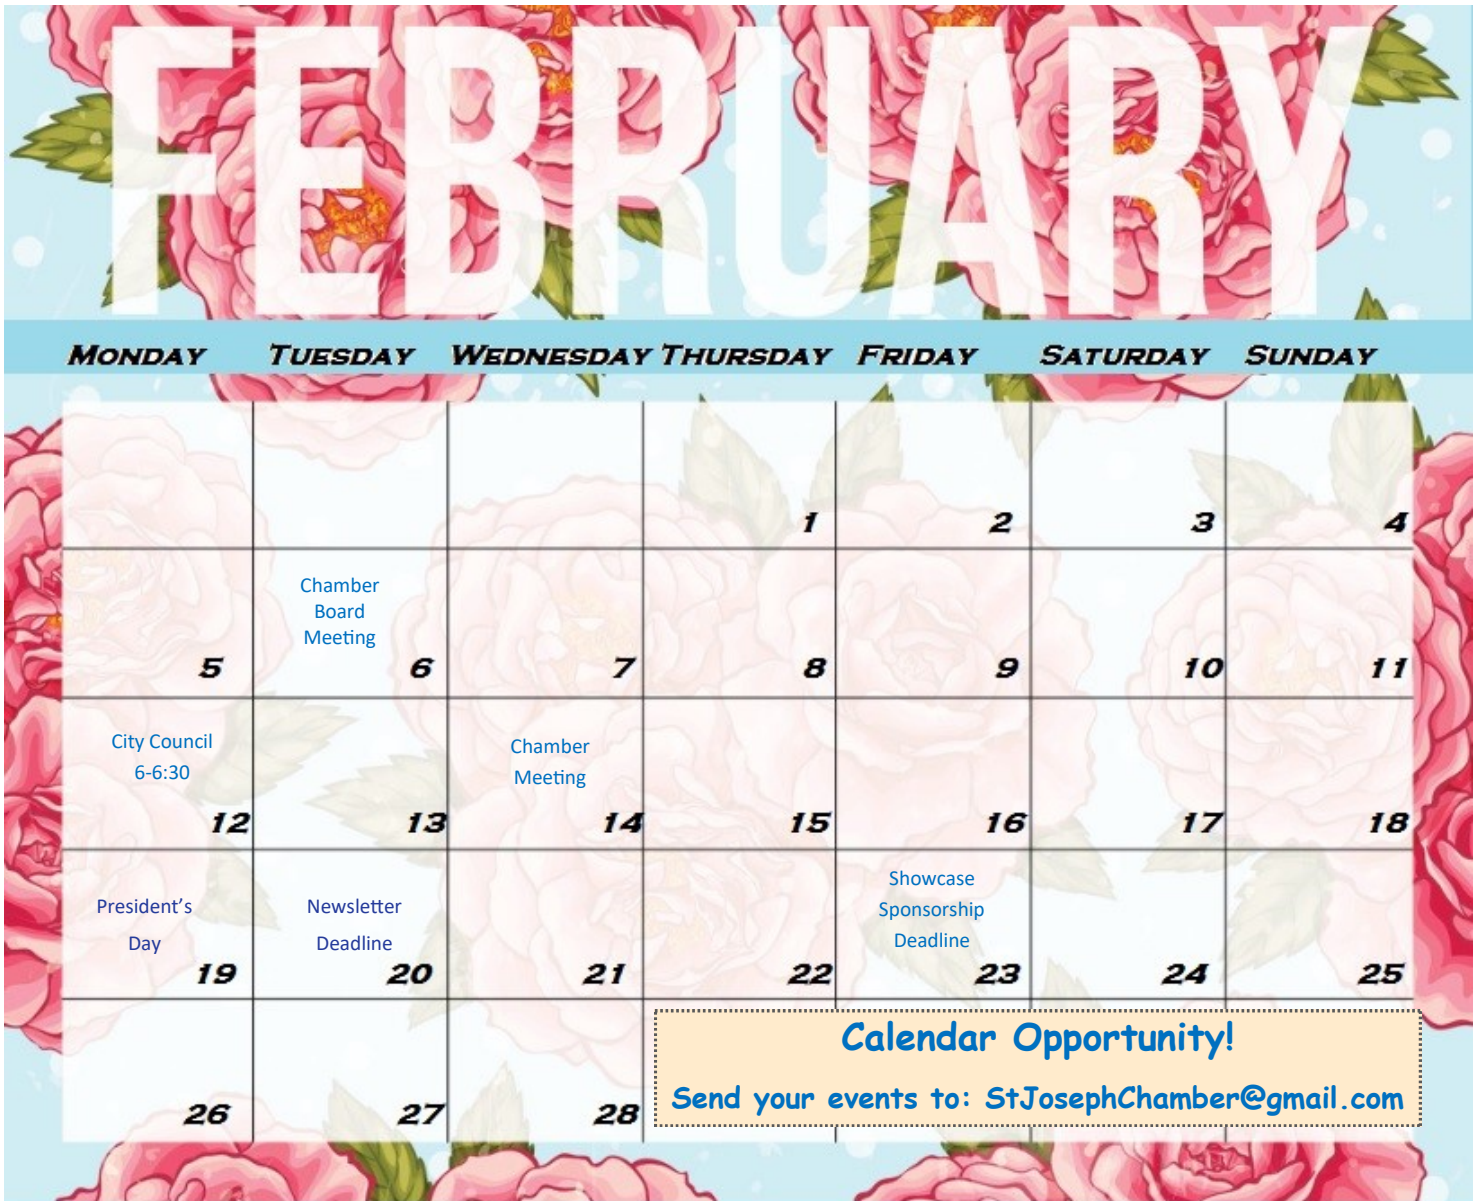 FEBRUARY
MONDAY TUESDAY WEDNESDAY THURSDAY FRIDAY SATURDAY SUNDAY
1 2 3 4
Chamber
Board
Meeting
5 6 7 8 9 10 11
City Council
6-6:30
Chamber
Meeting
12 13 14 15 16 17 18
President’s
Day
Newsletter
Deadline
Showcase
Sponsorship
Deadline
19 20 21 22 23 24 25
26 27 28
Calendar Opportunity!
Send your events to: StJosephChamber@gmail.com